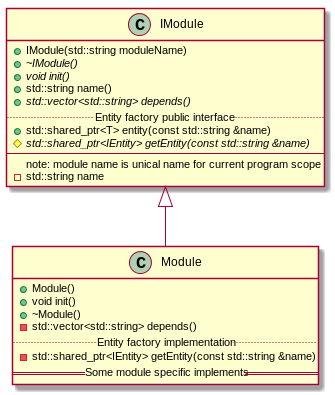 C IModule
IModule(std::string moduleName)
~IModule()
void init()
std::string name()
std::vector<std::string> depends()
Entity factory public interface
std::shared_ptr<T> entity(const std::string &name)
std::shared_ptr<IEntity> getEntity(const std::string &name)
note: module name is unical name for current program scope
std::string name
C Module
Module()
void init()
~Module()
std::vector<std::string> depends()
Entity factory implementation
std::shared_ptr<IEntity> getEntity(const std::string &name)
Some module specific implements